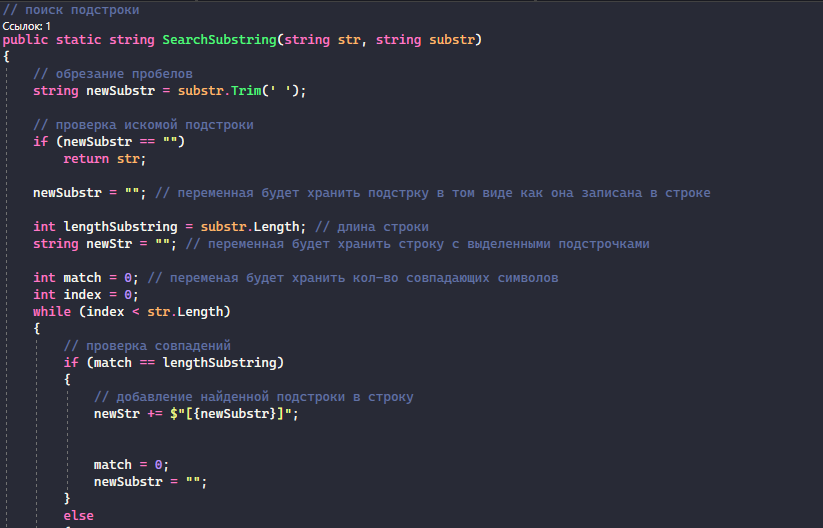 // поиск подстроки
Ссылок: 1
public static string SearchSubstring(string str, string substr)
{
// обрезание пробелов
string newSubstr = substr.Trim(' ');
// проверка искомой подстроки
if (newSubstr == "")
return str;
newSubstr = ""; // переменная будет хранить подстрку в том виде как она записана в строке
int lengthSubstring = substr.Length; // длина строки
string newStr = ""; // переменная будет хранить строку с выделенными подстрочками
int match = 0; // переменая будет хранить кол-во совпадающих символов
int index = 0;
while (index < str.Length)
{
// проверка совпадений
if (match == lengthSubstring)
{
// добавление найденной подстроки в строку
newStr += $"[{newSubstr}]";
match = 0;
newSubstr = "";
}
else